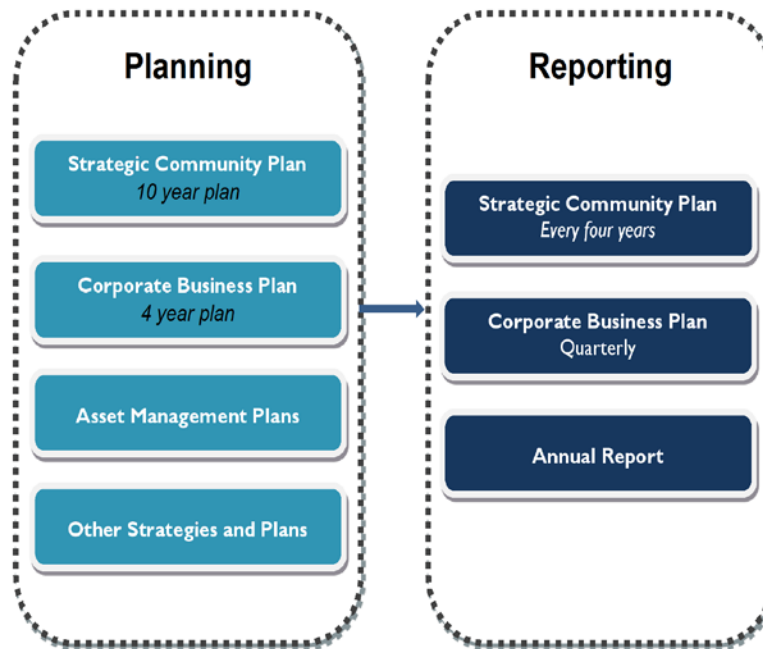 Planning
Strategic Community Plan
10 year plan
Corporate Business Plan
4 year plan
Asset Management Plans
Other Strategies and Plans
Reporting
Strategic Community Plan
Every four years
Corporate Business Plan
Quarterly
Annual Report